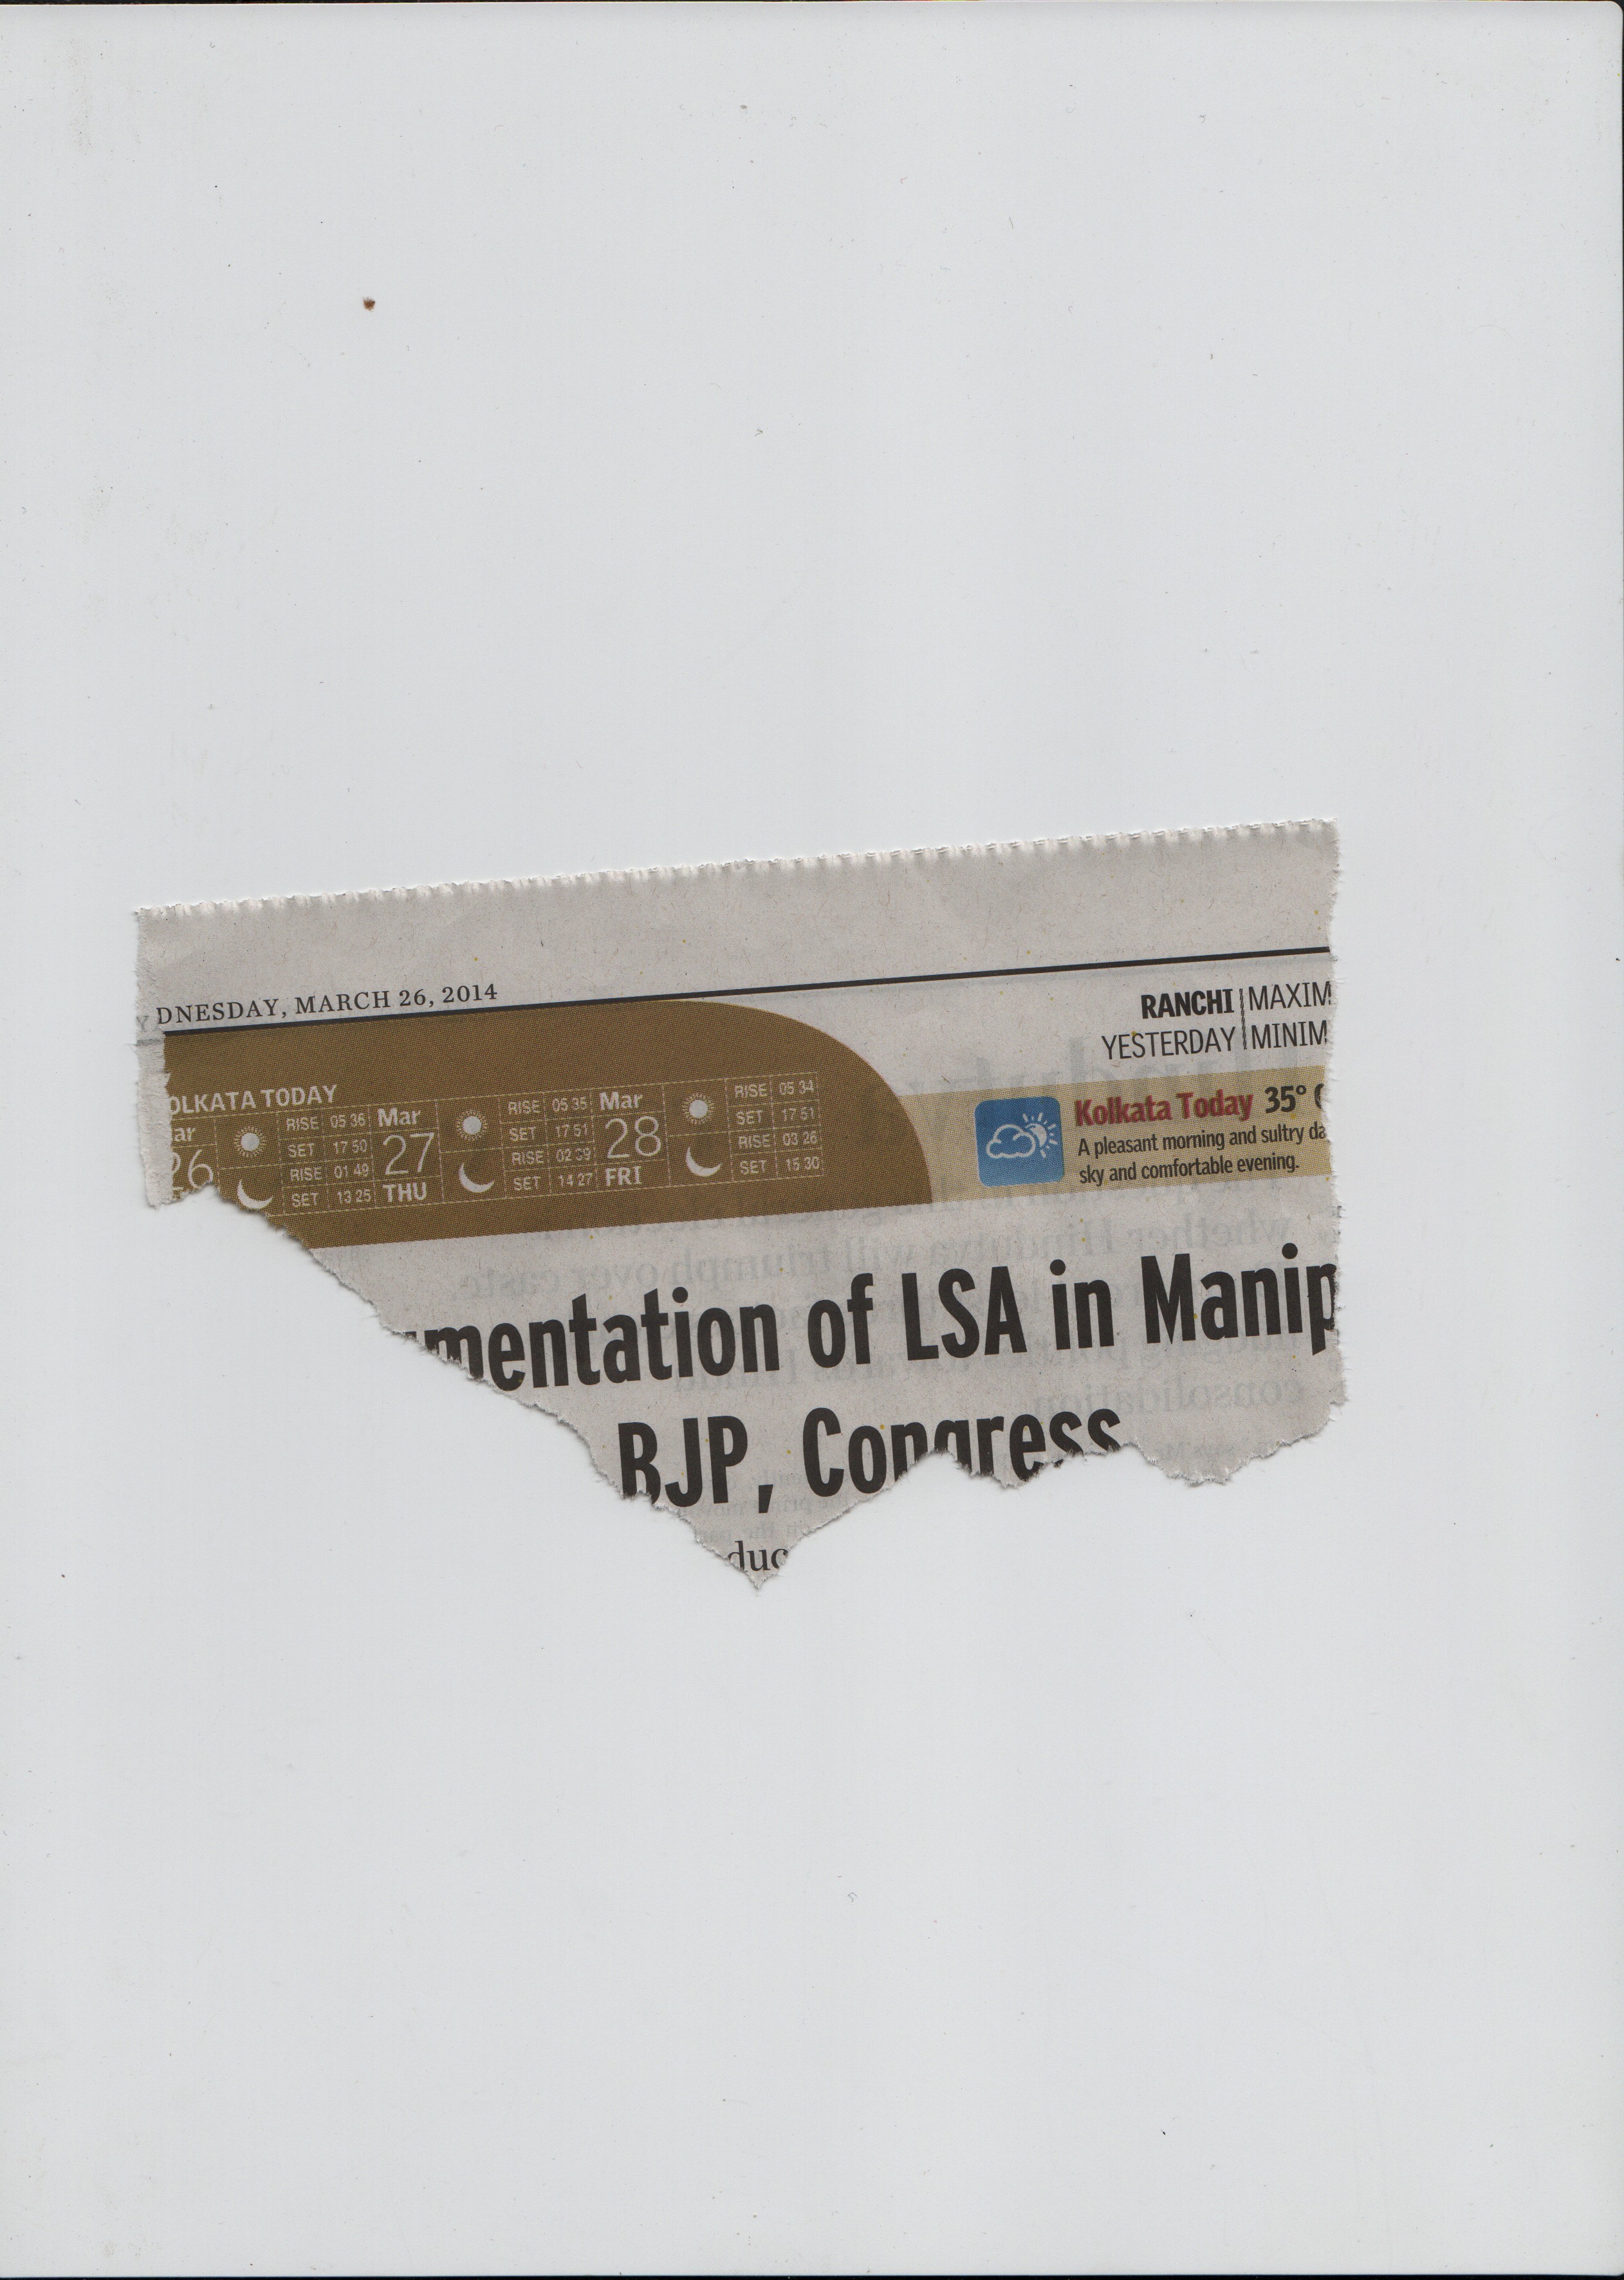 DNESDAY, MARCH 26, 2014
RANCHI MAXIM
YESTERDAY MINIM
OLKATA TODAY
ar
26
RISE 05 36
SET 17 50
RISE 01 49
SET 13 25
Mar
27
THU
RISE 05 35
SET 17 51
RISE 02 39
SET 14 27
Mar
28
FRI
RISE 05 34
SET 17 51
RISE 03 26
SET 15 30
Kolkata Today 35°
A pleasant morning and sultry da
sky and comfortable evening.
mentation of LSA in Manip
BJP, Congress
duc